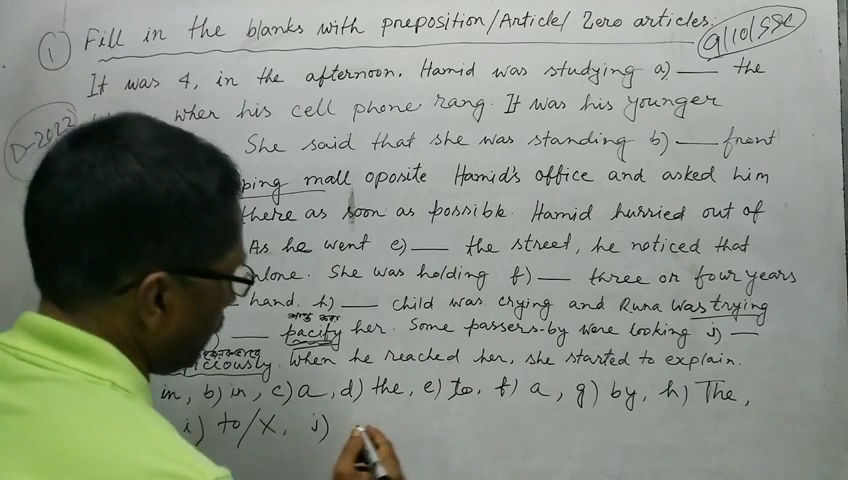 ① Fill in the blanks with preposition/Article/ Zero articles.
9/10/SSC
It was 4, in the afternoon. Hamid was studying a) ___ the
wher his cell phone rang. It was his younger
D-2022
She said that she was standing b) ___ front
ping mall oposite Hamid's office and asked him
there as soon as possible. Hamid hurried out of
As he went e) ___ the street, he noticed that
alone. She was holding f) ___ three or four years
hand. h) ___ child was crying and Runa was trying
___ pacify her. Some passers-by were looking j) ___
iciously. When he reached her, she started to explain.
in, b) in, c) a, d) the, e) to, f) a, g) by, h) The,
i) to/X, j)